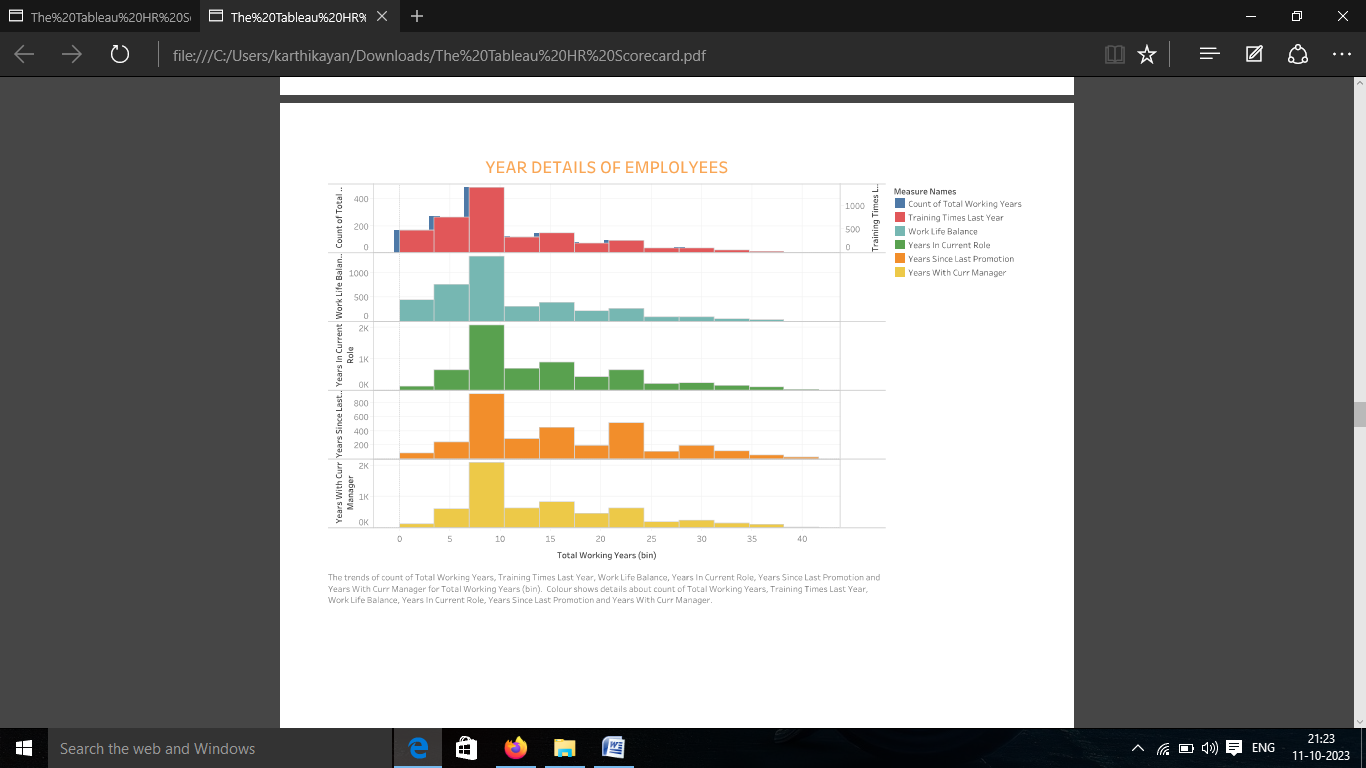 The%20Tableau%20HR%20S
The%20Tableau%20HR%
file:///C:/Users/karthikayan/Downloads/The%20Tableau%20HR%20Scorecard.pdf
YEAR DETAILS OF EMPLOLYEES
Count of Total ..
400
200
0
1000
500
0
Training Times L..
Measure Names
Count of Total Working Years
Training Times Last Year
Work Life Balance
Years In Current Role
Years Since Last Promotion
Years With Curr Manager
Work Life Balan..
1000
500
0
Years In Current
Role
2K
1K
0K
Years Since Last..
800
600
400
200
Years With Curr
Manager
2K
1K
0K
0 5 10 15 20 25 30 35 40
Total Working Years (bin)
The trends of count of Total Working Years, Training Times Last Year, Work Life Balance, Years In Current Role, Years Since Last Promotion and
Years With Curr Manager for Total Working Years (bin). Colour shows details about count of Total Working Years, Training Times Last Year,
Work Life Balance, Years In Current Role, Years Since Last Promotion and Years With Curr Manager.
Search the web and Windows
ENG
21:23
11-10-2023